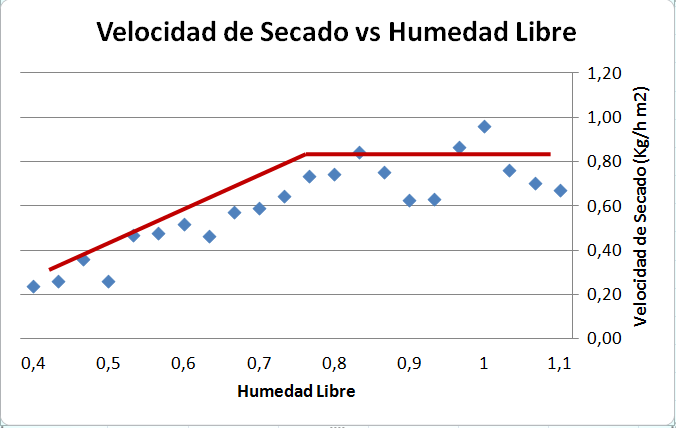 Velocidad de Secado vs Humedad Libre
1,20
1,00
0,80
0,60
0,40
0,20
0,00
Velocidad de Secado (Kg/h m2)
0,4 0,5 0,6 0,7 0,8 0,9 1 1,1
Humedad Libre